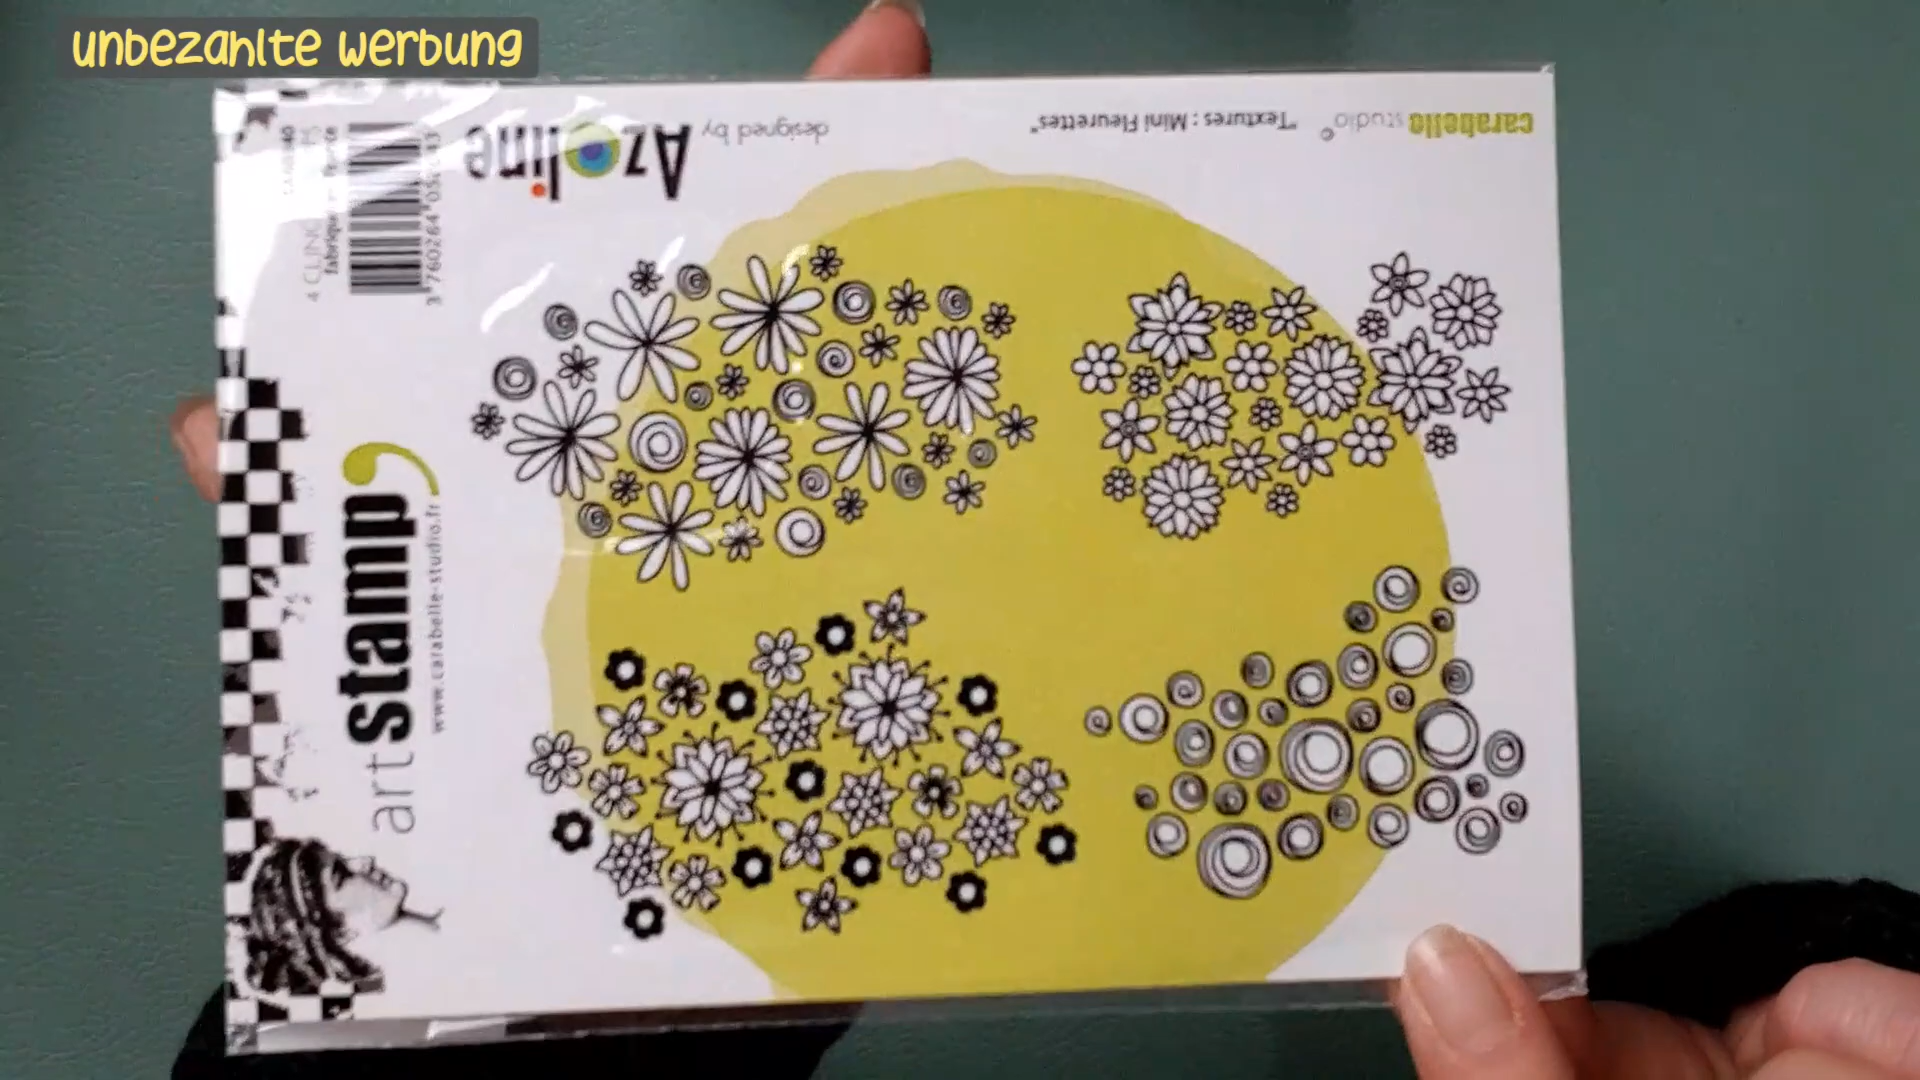 unbezahlte werbung
carabelle studio©
"Textures : Mini Fleurettes"
designed by
Azoline
4 CLING
art stamp
www.carabelle-studio.fr